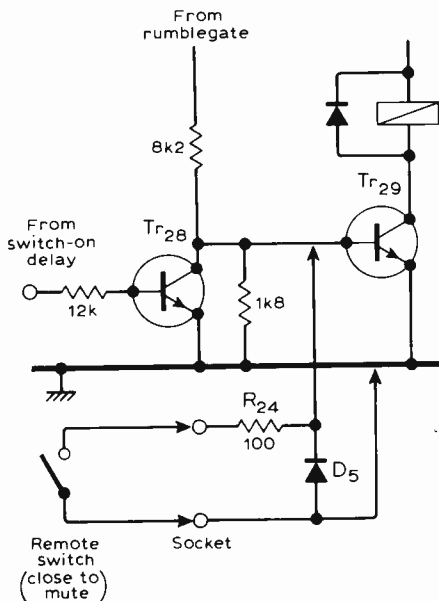 From
rumblegate
8k2
Tr29
From
switch-on
delay
Tr28
12k
1k8
R24
100
D5
Remote
switch
(close to
mute)
Socket